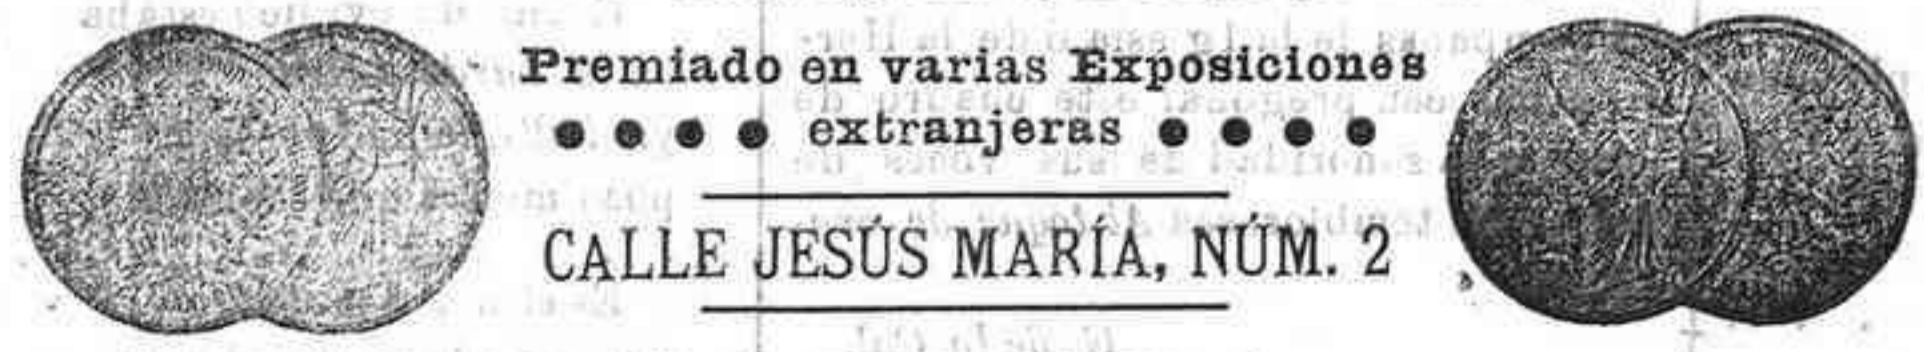 Premiado en varias Exposiciones
extranjeras
CALLE JESÚS MARÍA, NÚM. 2